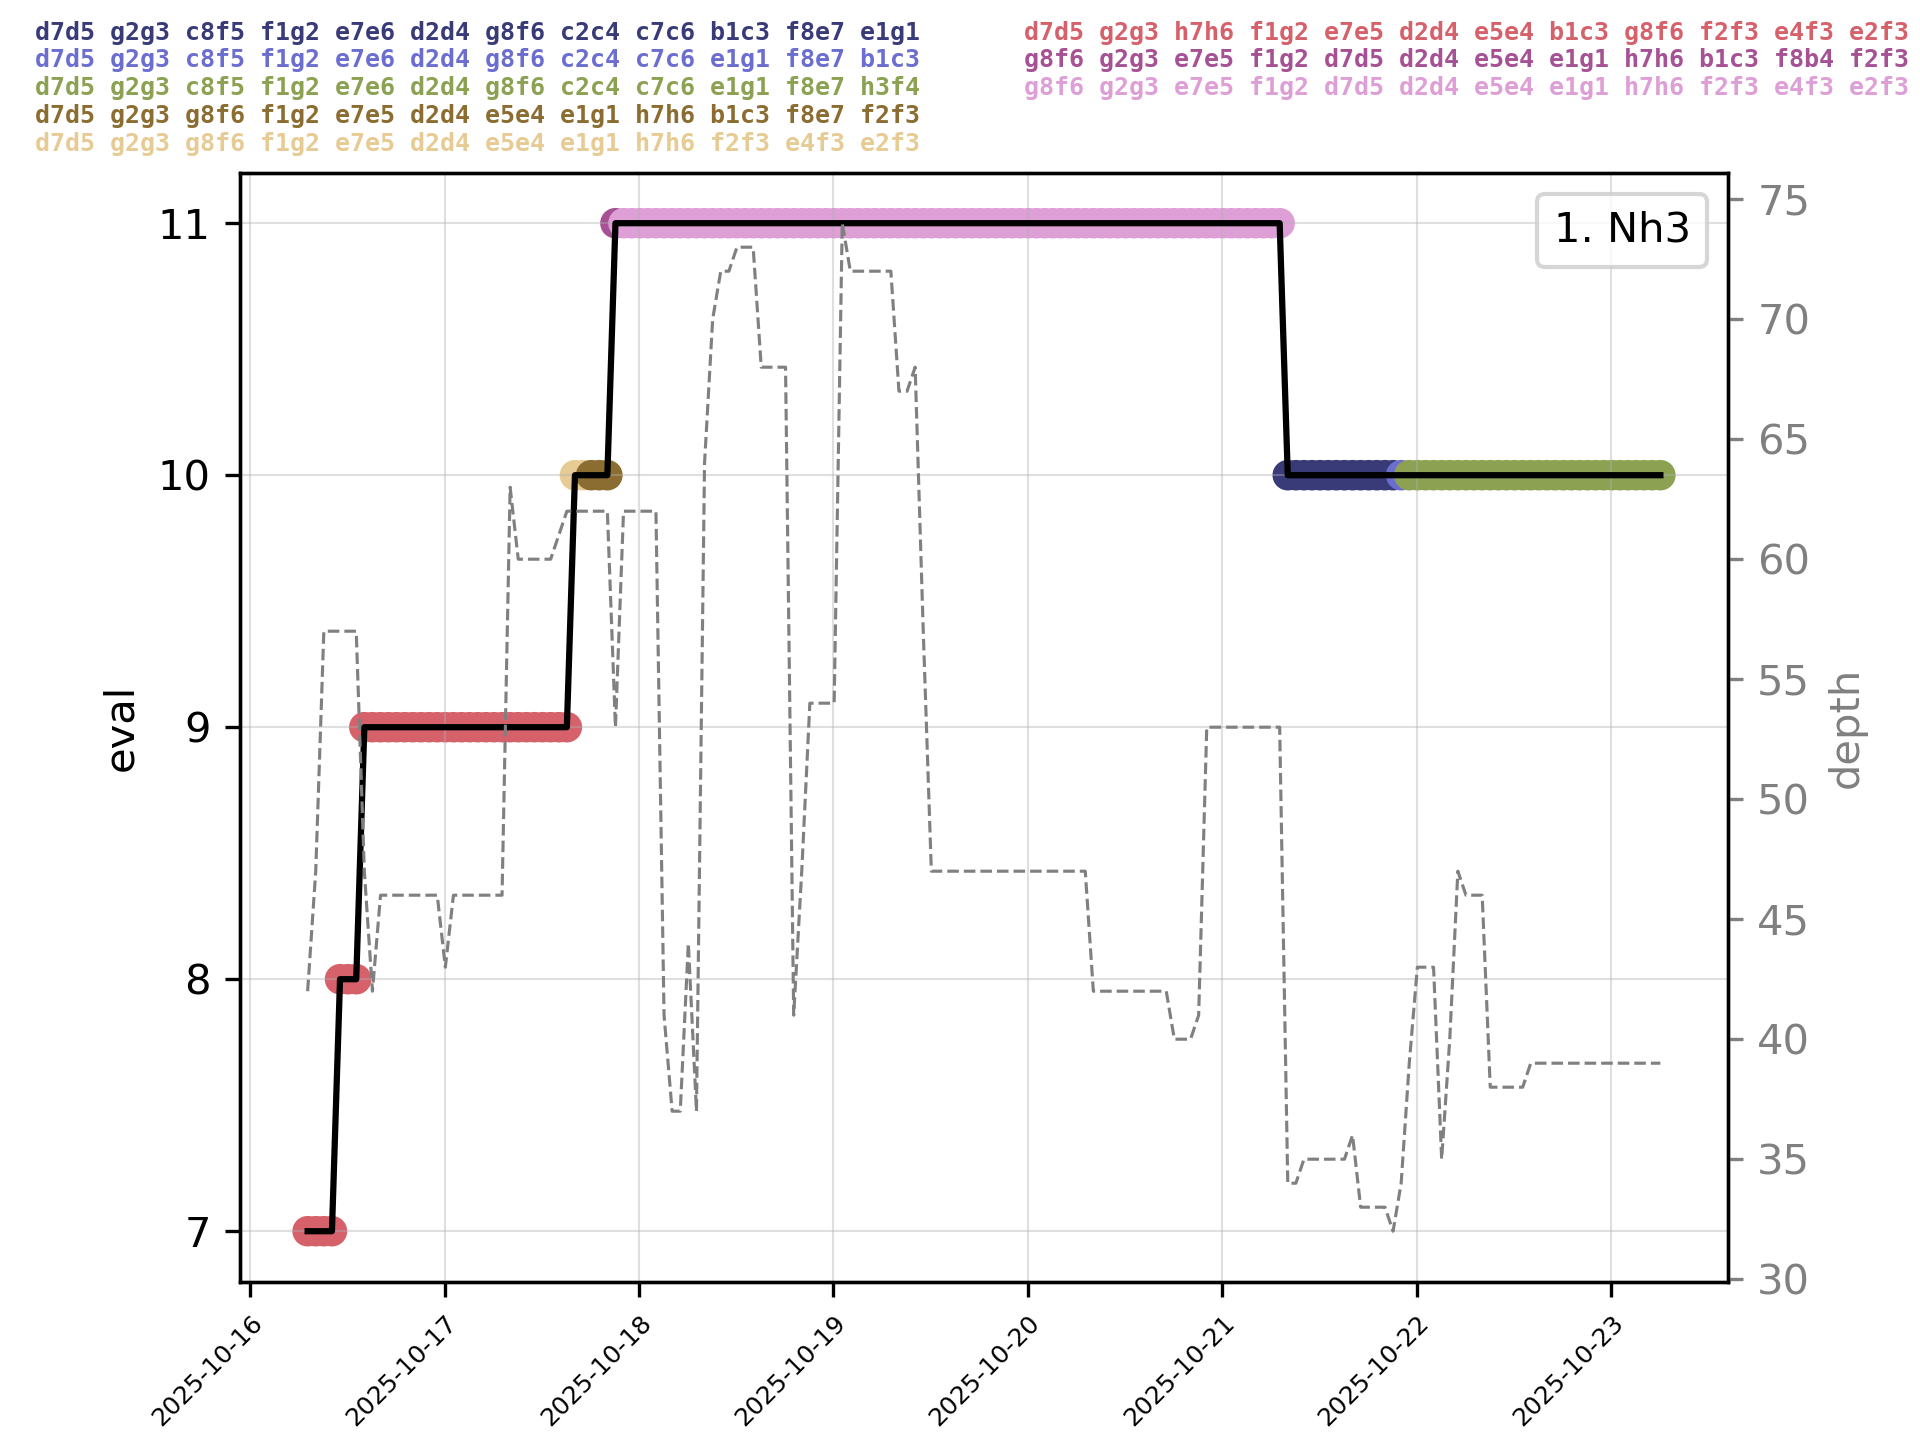 d7d5 g2g3 c8f5 f1g2 e7e6 d2d4 g8f6 c2c4 c7c6 b1c3 f8e7 e1g1
d7d5 g2g3 c8f5 f1g2 e7e6 d2d4 g8f6 c2c4 c7c6 e1g1 f8e7 b1c3
d7d5 g2g3 c8f5 f1g2 e7e6 d2d4 g8f6 c2c4 c7c6 e1g1 f8e7 h3f4
d7d5 g2g3 g8f6 f1g2 e7e5 d2d4 e5e4 e1g1 h7h6 b1c3 f8e7 f2f3
d7d5 g2g3 g8f6 f1g2 e7e5 d2d4 e5e4 e1g1 h7h6 f2f3 e4f3 e2f3
d7d5 g2g3 h7h6 f1g2 e7e5 d2d4 e5e4 b1c3 g8f6 f2f3 e4f3 e2f3
g8f6 g2g3 e7e5 f1g2 d7d5 d2d4 e5e4 e1g1 h7h6 b1c3 f8b4 f2f3
g8f6 g2g3 e7e5 f1g2 d7d5 d2d4 e5e4 e1g1 h7h6 f2f3 e4f3 e2f3
1. Nh3
eval
11
10
9
8
7
75
70
65
60
55
50
45
40
35
30
depth
2025-10-16
2025-10-17
2025-10-18
2025-10-19
2025-10-20
2025-10-21
2025-10-22
2025-10-23